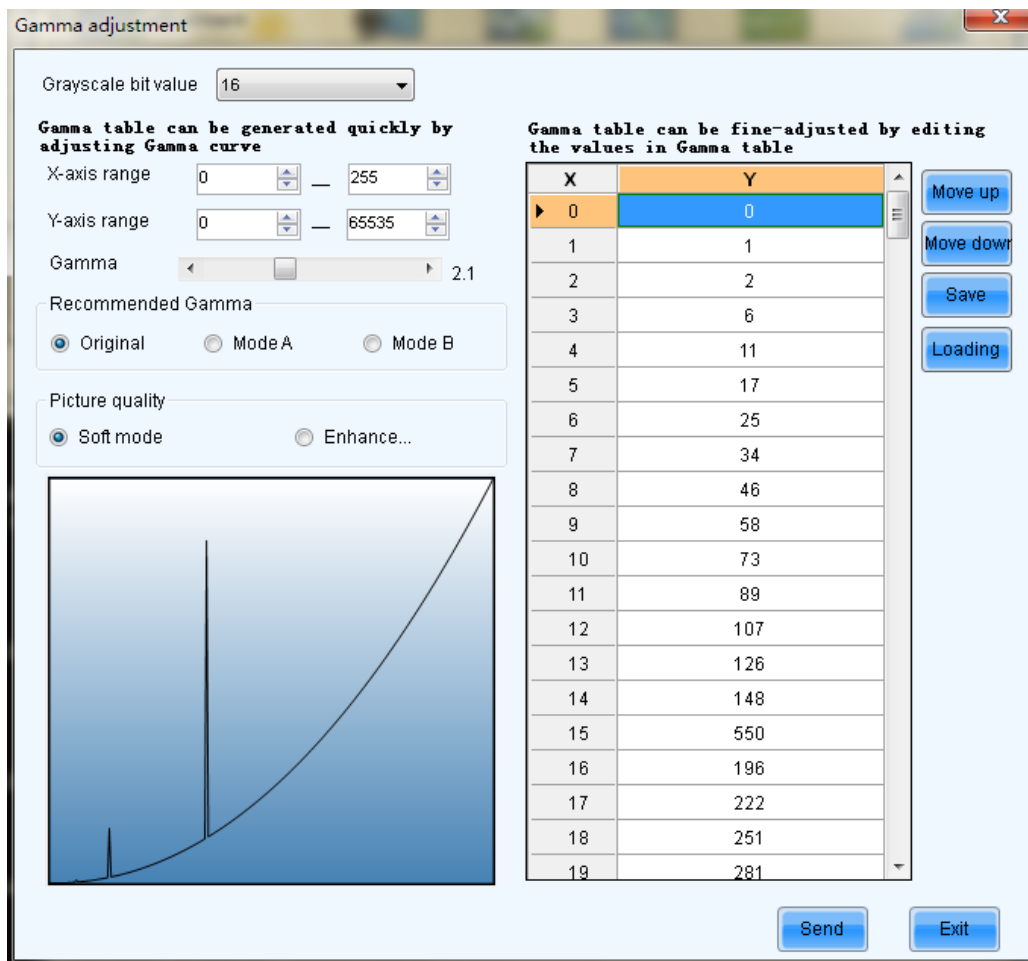 Gamma adjustment
x
Grayscale bit value 16
Gamma table can be generated quickly by
adjusting Gamma curve
X-axis range 0 — 255
Y-axis range 0 — 65535
Gamma 2.1
Recommended Gamma
Original Mode A Mode B
Picture quality
Soft mode Enhance...
Gamma table can be fine-adjusted by editing
the values in Gamma table
X Y
0 0
1 1
2 2
3 6
4 11
5 17
6 25
7 34
8 46
9 58
10 73
11 89
12 107
13 126
14 148
15 550
16 196
17 222
18 251
19 281
Move up
Move down
Save
Loading
Send Exit